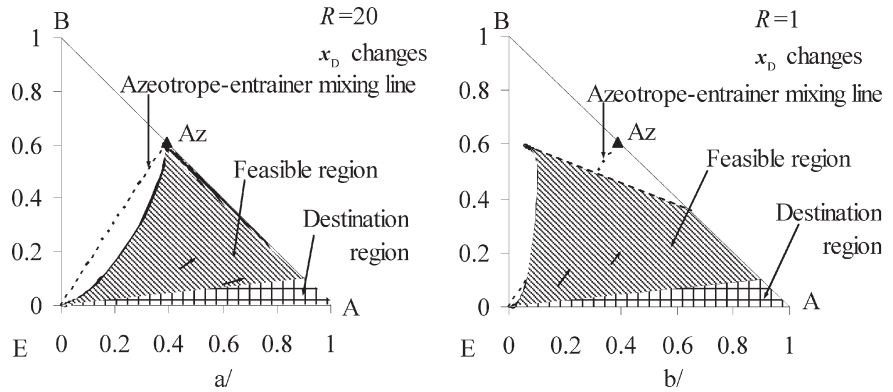 B
R=20
1
x_D changes
Azeotrope-entrainer mixing line
0.8
Az
0.6
Feasible region
0.4
Destination
region
0.2
0
A
E
0 0.2 0.4 0.6 0.8 1
a/
B
R=1
1
x_D changes
Azeotrope-entrainer mixing line
0.8
Az
0.6
Feasible region
0.4
Destination
region
0.2
0
A
E
0 0.2 0.4 0.6 0.8 1
b/